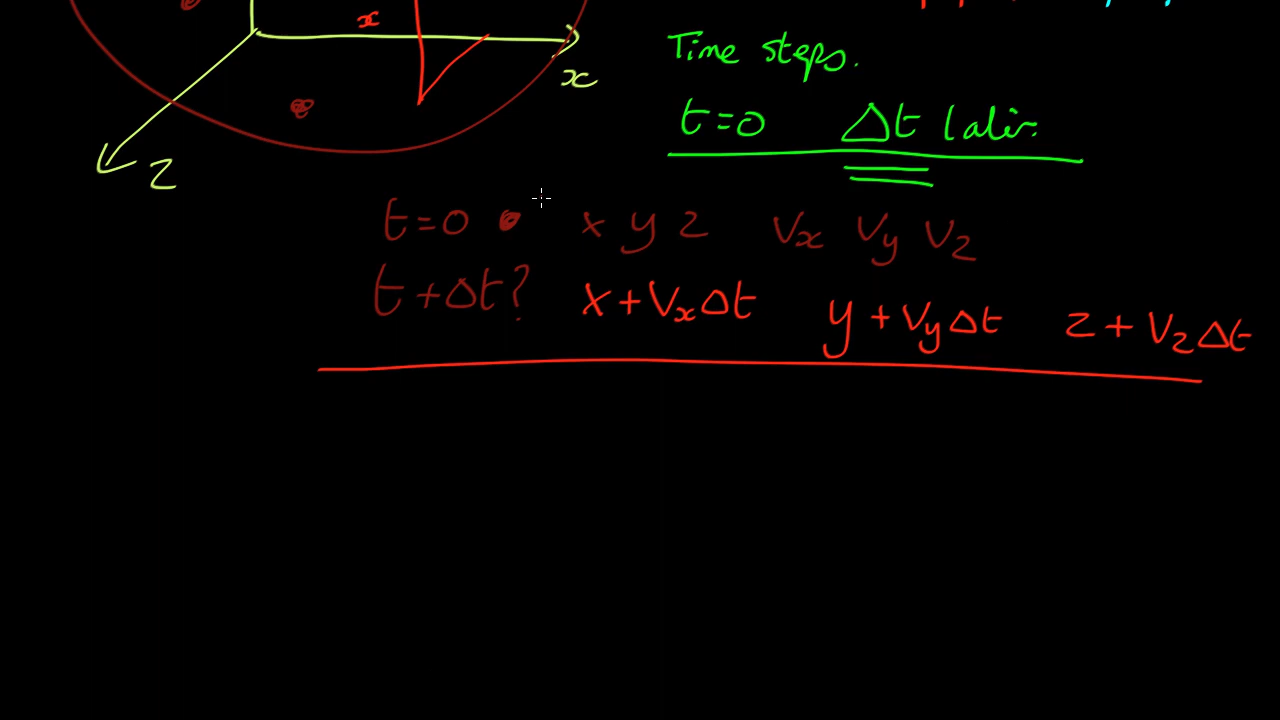 x
Time steps.
x
t=0 Δt later.
z
t=0 x y z Vx Vy Vz
t+Δt? x+VxΔt y+VyΔt z+VzΔt